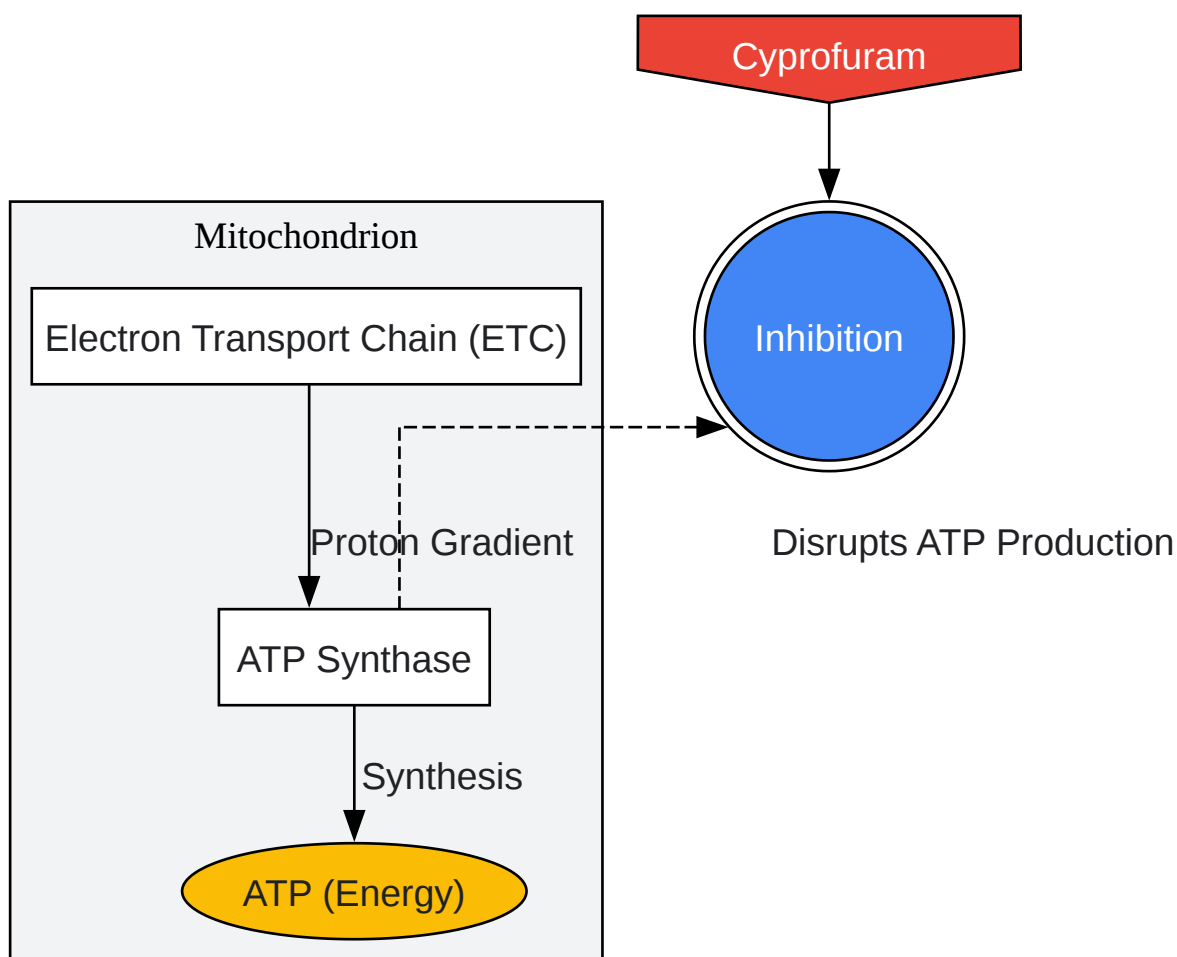 Cyprofuram
Mitochondrion
Electron Transport Chain (ETC)
Inhibition
Proton Gradient
Disrupts ATP Production
ATP Synthase
Synthesis
ATP (Energy)